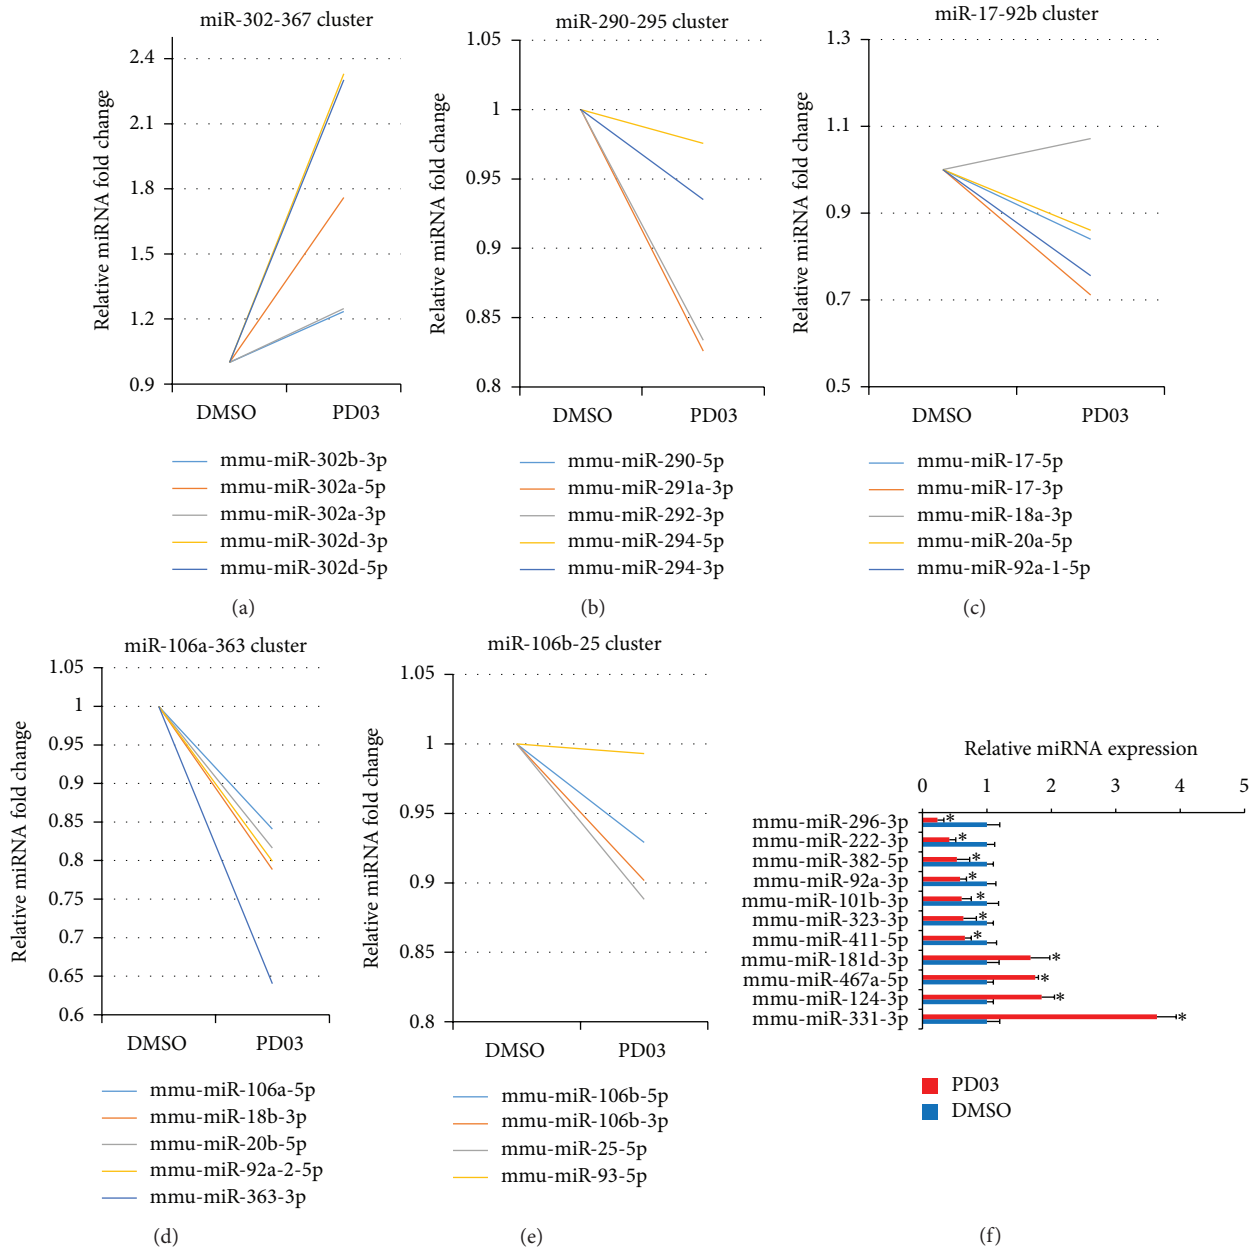 miR-302-367 cluster
Relative miRNA fold change
2.4
2.1
1.8
1.5
1.2
0.9
DMSO PD03
mmu-miR-302b-3p
mmu-miR-302a-5p
mmu-miR-302a-3p
mmu-miR-302d-3p
mmu-miR-302d-5p
(a)
miR-290-295 cluster
Relative miRNA fold change
1.05
1
0.95
0.9
0.85
0.8
DMSO PD03
mmu-miR-290-5p
mmu-miR-291a-3p
mmu-miR-292-3p
mmu-miR-294-5p
mmu-miR-294-3p
(b)
miR-17-92b cluster
Relative miRNA fold change
1.3
1.1
0.9
0.7
0.5
DMSO PD03
mmu-miR-17-5p
mmu-miR-17-3p
mmu-miR-18a-3p
mmu-miR-20a-5p
mmu-miR-92a-1-5p
(c)
miR-106a-363 cluster
Relative miRNA fold change
1.05
1
0.95
0.9
0.85
0.8
0.75
0.7
0.65
0.6
DMSO PD03
mmu-miR-106a-5p
mmu-miR-18b-3p
mmu-miR-20b-5p
mmu-miR-92a-2-5p
mmu-miR-363-3p
(d)
miR-106b-25 cluster
Relative miRNA fold change
1.05
1
0.95
0.9
0.85
0.8
DMSO PD03
mmu-miR-106b-5p
mmu-miR-106b-3p
mmu-miR-25-5p
mmu-miR-93-5p
(e)
Relative miRNA expression
0 1 2 3 4 5
mmu-miR-296-3p *
mmu-miR-222-3p *
mmu-miR-382-5p *
mmu-miR-92a-3p *
mmu-miR-101b-3p *
mmu-miR-323-3p *
mmu-miR-411-5p *
mmu-miR-181d-3p *
mmu-miR-467a-5p *
mmu-miR-124-3p *
mmu-miR-331-3p *
PD03
DMSO
(f)